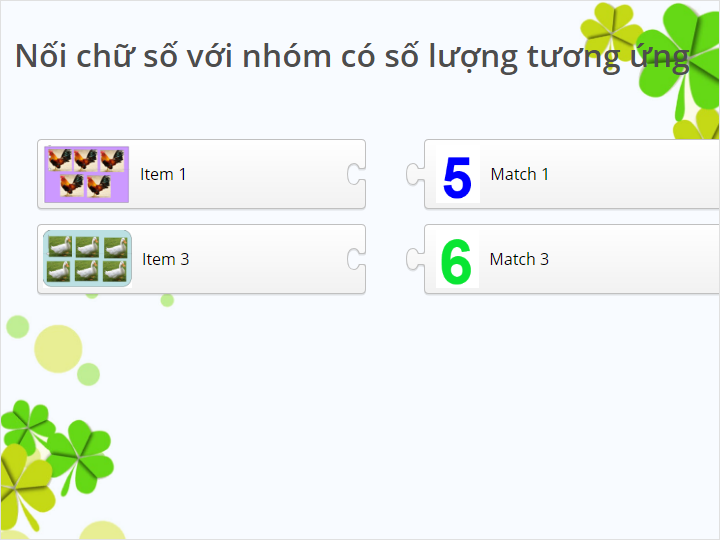 Nối chữ số với nhóm có số lượng tương ứng
Item 1
5 Match 1
Item 3
6 Match 3